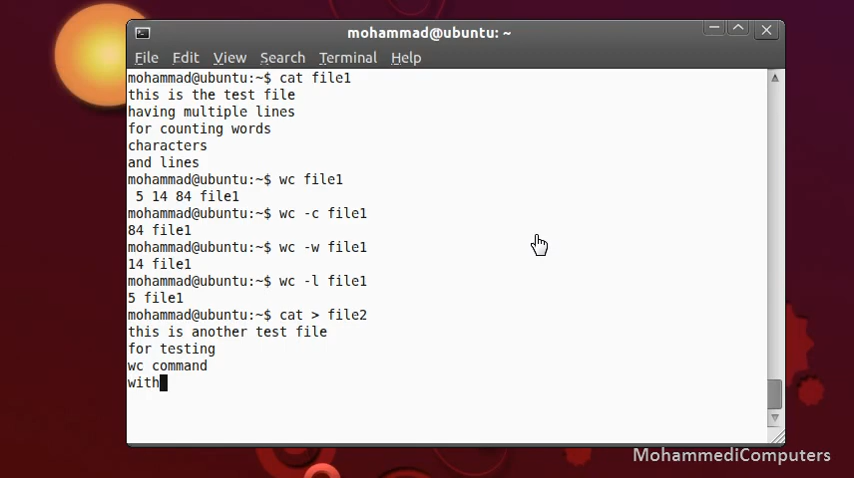 mohammad@ubuntu: ~
File Edit View Search Terminal Help
mohammad@ubuntu:~$ cat file1
this is the test file
having multiple lines
for counting words
characters
and lines
mohammad@ubuntu:~$ wc file1
 5 14 84 file1
mohammad@ubuntu:~$ wc -c file1
84 file1
mohammad@ubuntu:~$ wc -w file1
14 file1
mohammad@ubuntu:~$ wc -l file1
5 file1
mohammad@ubuntu:~$ cat > file2
this is another test file
for testing
wc command
with
MohammediComputers